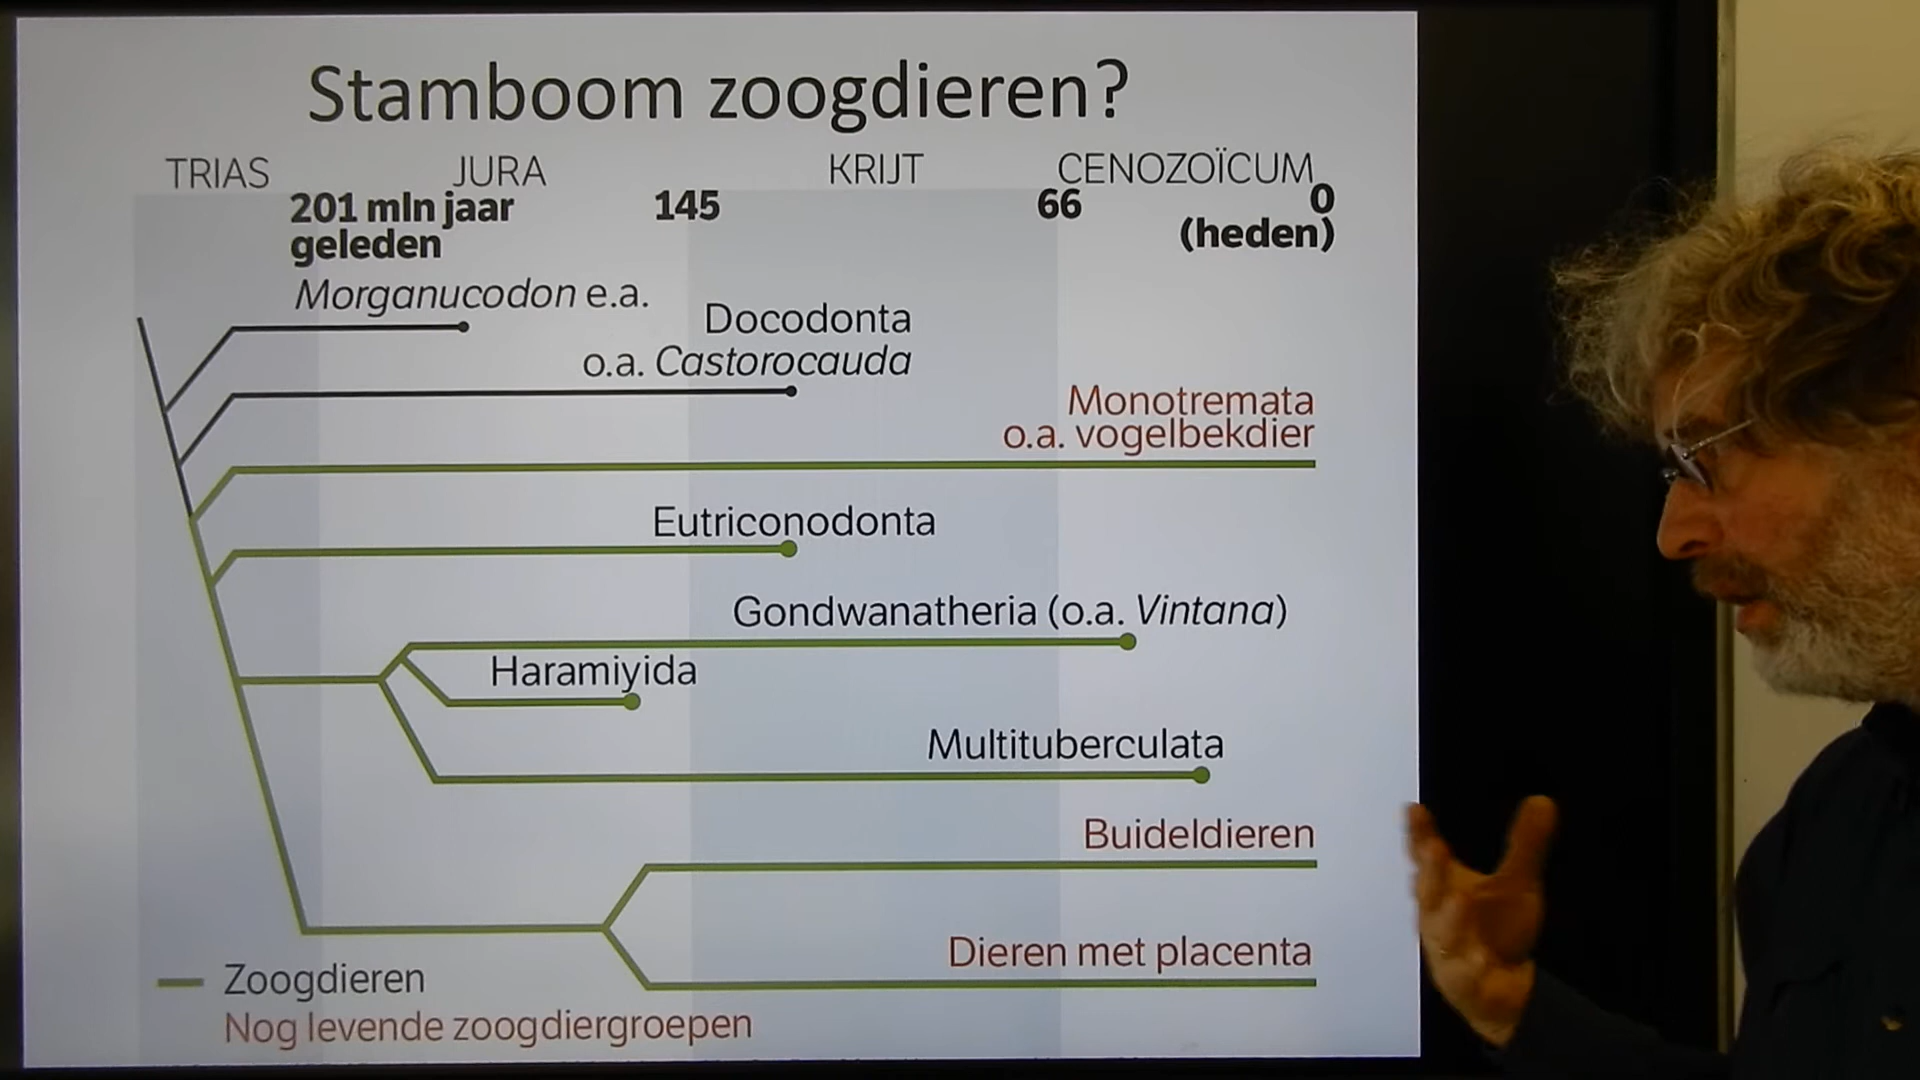 Stamboom zoogdieren?
TRIAS JURA KRIJT CENOZOÏCUM
201 mln jaar geleden 145 66 0 (heden)
Morganucodon e.a.
Docodonta
o.a. Castorocauda
Monotremata
o.a. vogelbekdier
Eutriconodonta
Gondwanatheria (o.a. Vintana)
Haramiyida
Multituberculata
Buideldieren
Dieren met placenta
Zoogdieren
Nog levende zoogdiergroepen